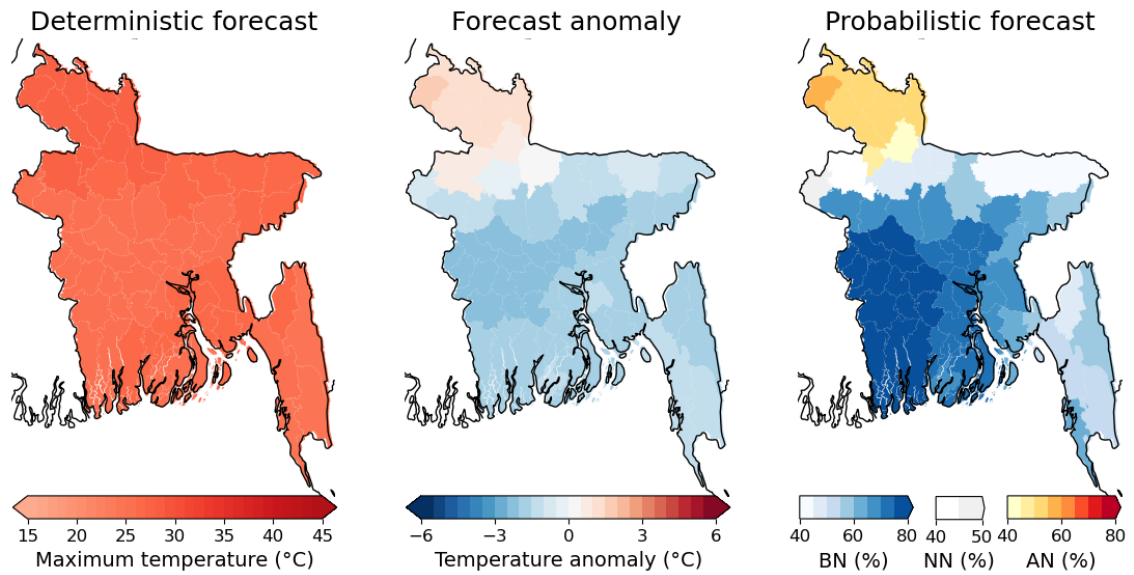 Deterministic forecast
Forecast anomaly
Probabilistic forecast
15 20 25 30 35 40 45
Maximum temperature (°C)
−6 −3 0 3 6
Temperature anomaly (°C)
40 60 80
BN (%)
40 50
NN (%)
40 60 80
AN (%)